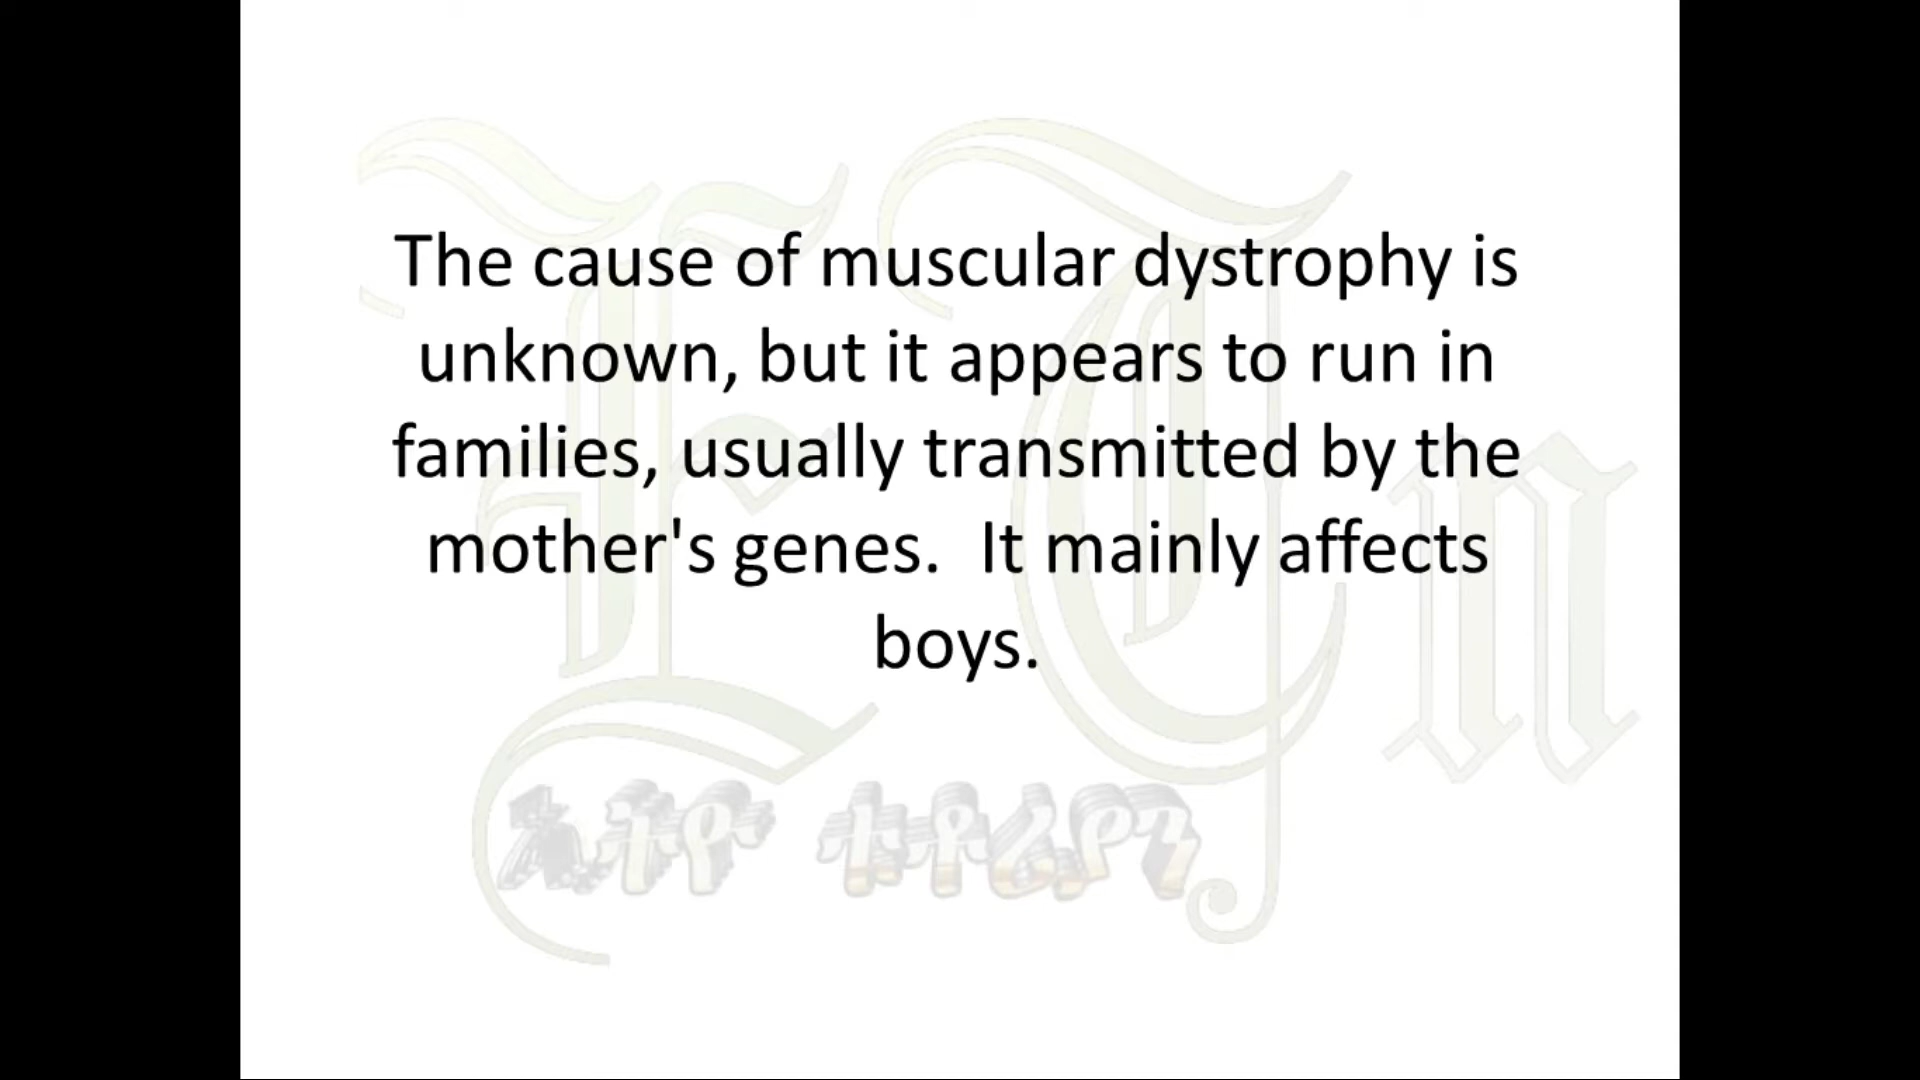 The cause of muscular dystrophy is
unknown, but it appears to run in
families, usually transmitted by the
mother's genes.  It mainly affects
boys.